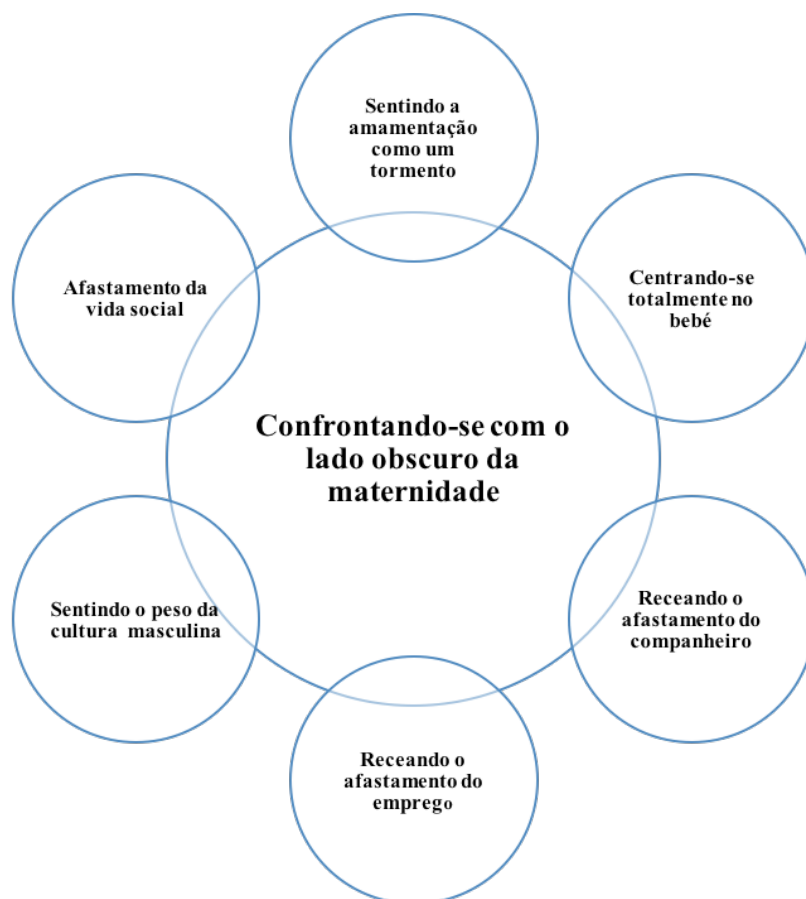 Sentindo a
amamentação
como um
tormento
Centrando-se
totalmente no
bebé
Receando o
afastamento do
companheiro
Receando o
afastamento do
emprego
Sentindo o peso da
cultura masculina
Afastamento da
vida social
Confrontando-se com o
lado obscuro da
maternidade